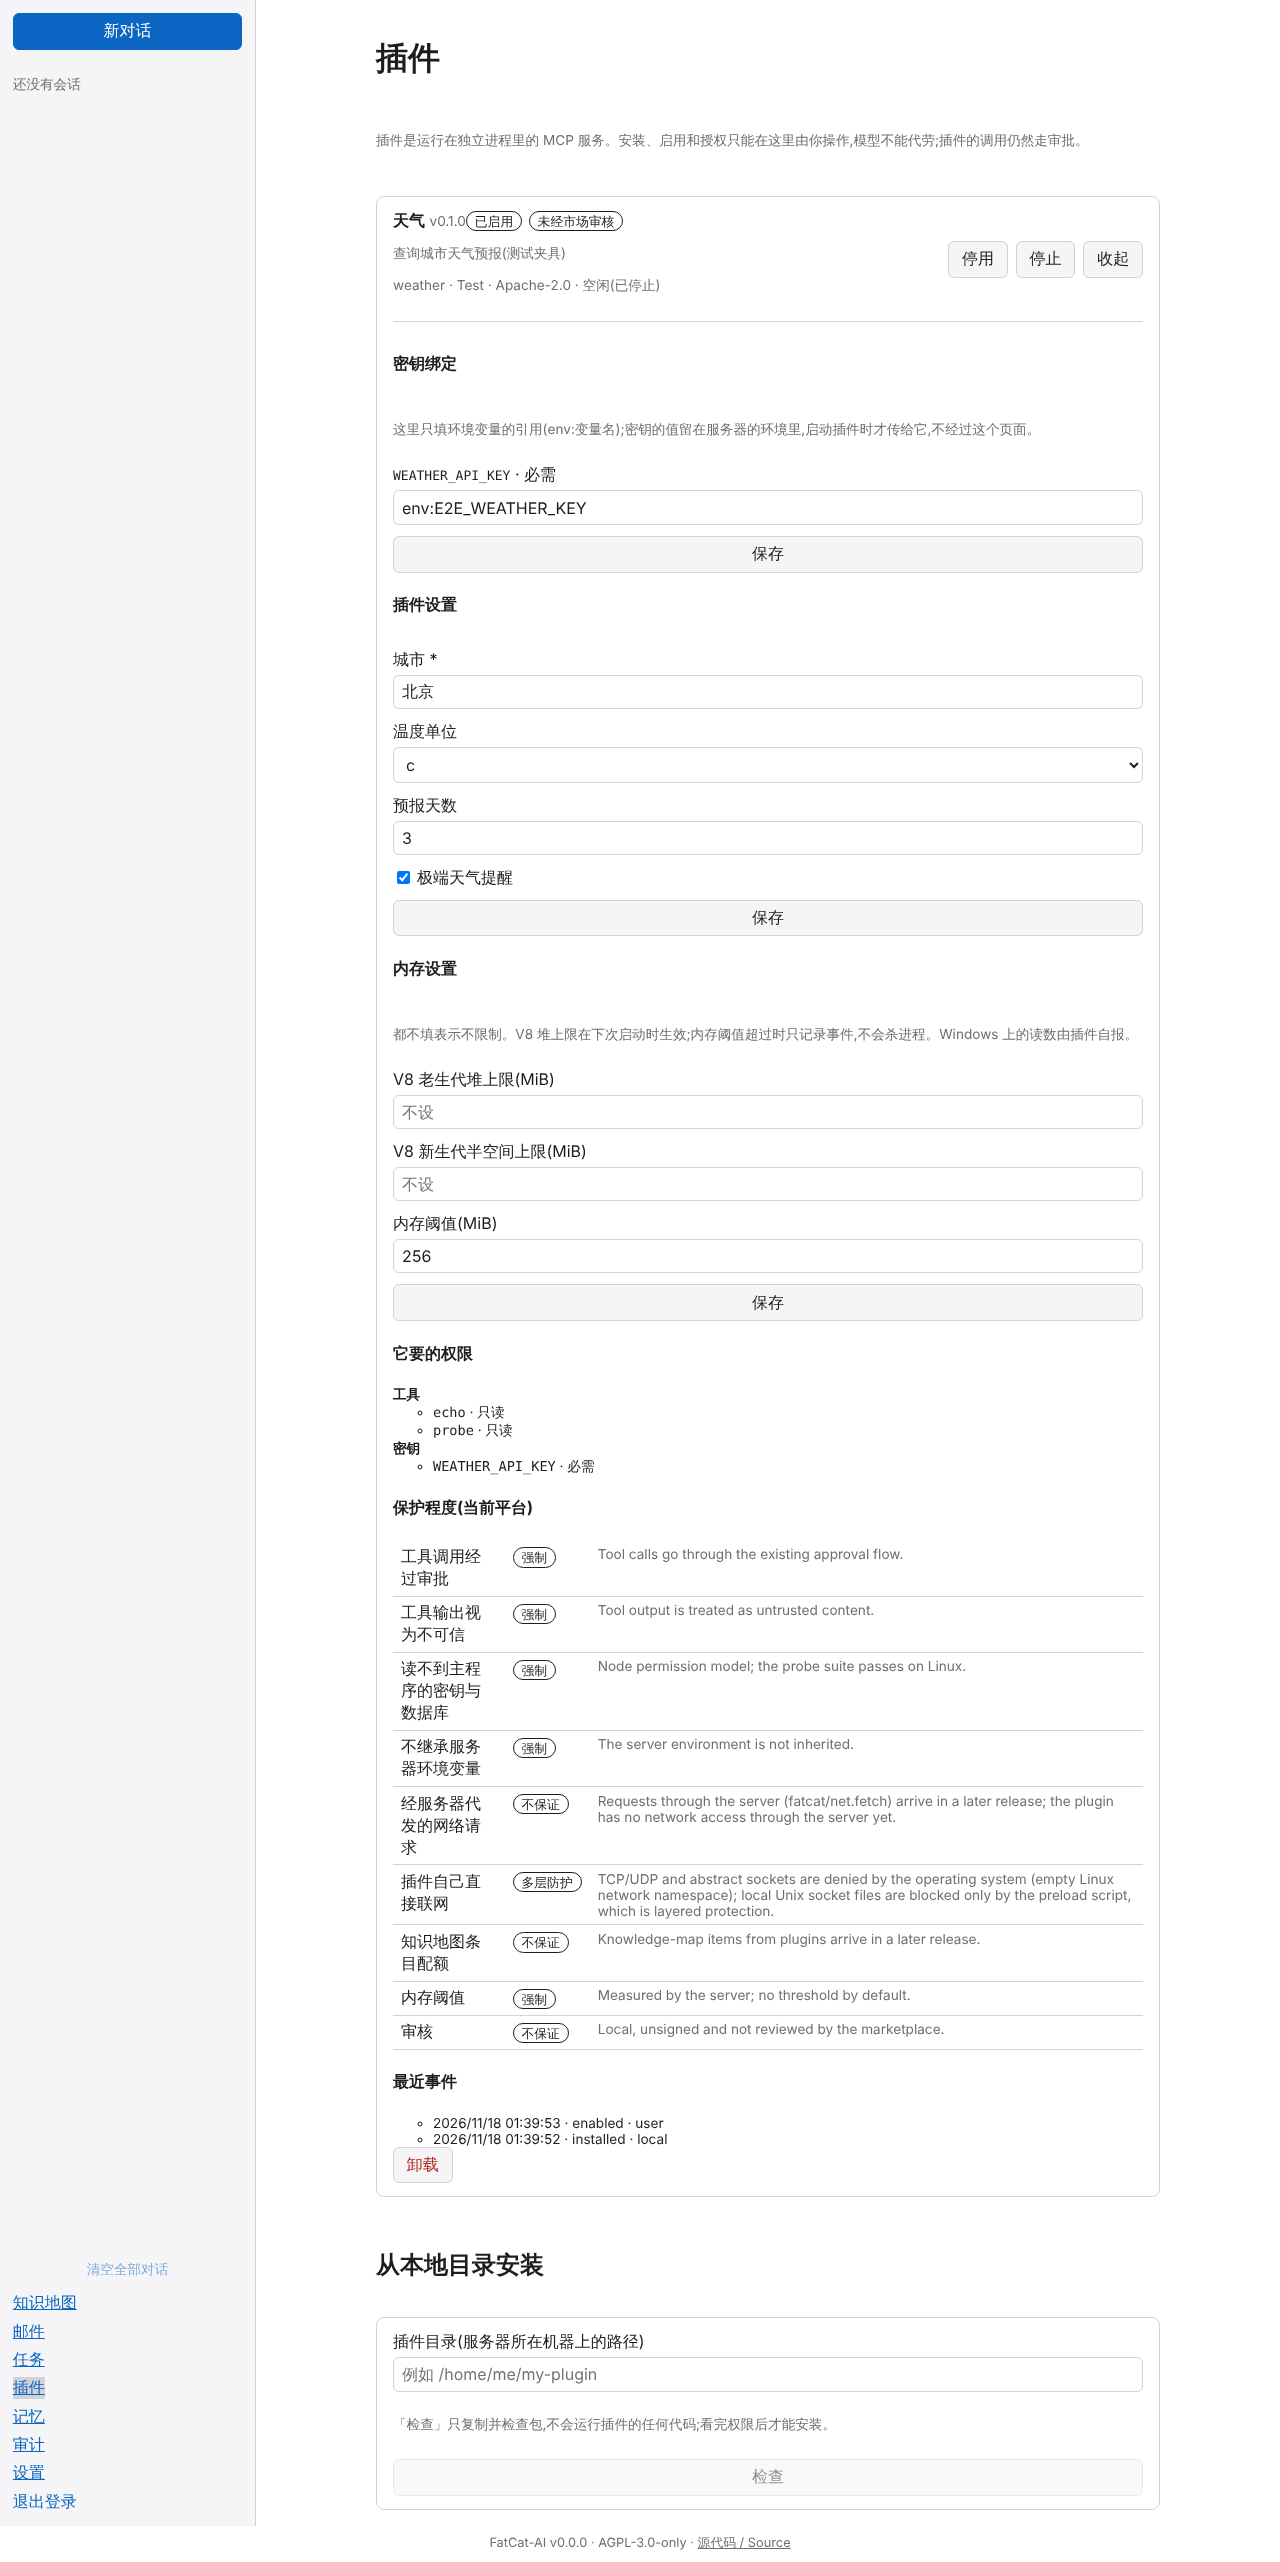 新对话
还没有会话
插件
插件是运行在独立进程里的 MCP 服务。安装、启用和授权只能在这里由你操作,模型不能代劳;插件的调用仍然走审批。
天气 v0.1.0 已启用 未经市场审核
查询城市天气预报(测试夹具)
weather · Test · Apache-2.0 · 空闲(已停止)
停用 停止 收起
密钥绑定
这里只填环境变量的引用(env:变量名);密钥的值留在服务器的环境里,启动插件时才传给它,不经过这个页面。
WEATHER_API_KEY · 必需
env:E2E_WEATHER_KEY
保存
插件设置
城市 *
北京
温度单位
c
预报天数
3
极端天气提醒
保存
内存设置
都不填表示不限制。V8 堆上限在下次启动时生效;内存阈值超过时只记录事件,不会杀进程。Windows 上的读数由插件自报。
V8 老生代堆上限(MiB)
不设
V8 新生代半空间上限(MiB)
不设
内存阈值(MiB)
256
保存
它要的权限
工具
echo · 只读
probe · 只读
密钥
WEATHER_API_KEY · 必需
保护程度(当前平台)
工具调用经
过审批
强制
Tool calls go through the existing approval flow.
工具输出视
为不可信
强制
Tool output is treated as untrusted content.
读不到主程
序的密钥与
数据库
强制
Node permission model; the probe suite passes on Linux.
不继承服务
器环境变量
强制
The server environment is not inherited.
经服务器代
发的网络请
求
不保证
Requests through the server (fatcat/net.fetch) arrive in a later release; the plugin
has no network access through the server yet.
插件自己直
接联网
多层防护
TCP/UDP and abstract sockets are denied by the operating system (empty Linux
network namespace); local Unix socket files are blocked only by the preload script,
which is layered protection.
知识地图条
目配额
不保证
Knowledge-map items from plugins arrive in a later release.
内存阈值
强制
Measured by the server; no threshold by default.
审核
不保证
Local, unsigned and not reviewed by the marketplace.
最近事件
2026/11/18 01:39:53 · enabled · user
2026/11/18 01:39:52 · installed · local
卸载
从本地目录安装
插件目录(服务器所在机器上的路径)
例如 /home/me/my-plugin
「检查」只复制并检查包,不会运行插件的任何代码;看完权限后才能安装。
检查
清空全部对话
知识地图
邮件
任务
插件
记忆
审计
设置
退出登录
FatCat-AI v0.0.0 · AGPL-3.0-only · 源代码 / Source